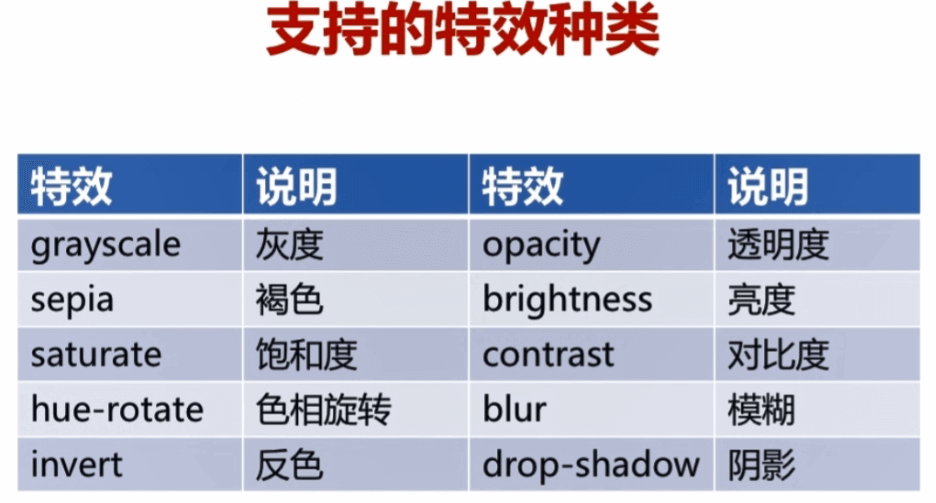 支持的特效种类
特效 说明 特效 说明
grayscale 灰度 opacity 透明度
sepia 褐色 brightness 亮度
saturate 饱和度 contrast 对比度
hue-rotate 色相旋转 blur 模糊
invert 反色 drop-shadow 阴影